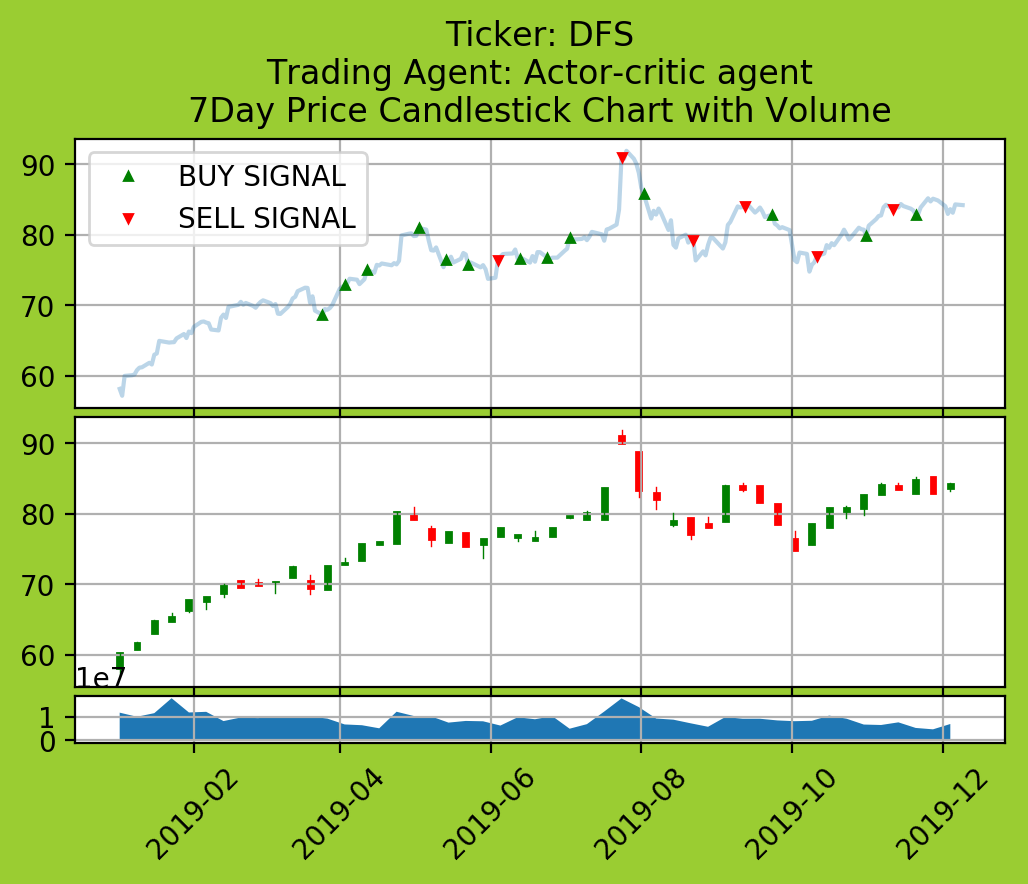 Ticker: DFS
Trading Agent: Actor-critic agent
7Day Price Candlestick Chart with Volume
90
80
70
60
BUY SIGNAL
SELL SIGNAL
90
80
70
60
1e7
1
0
2019-02
2019-04
2019-06
2019-08
2019-10
2019-12